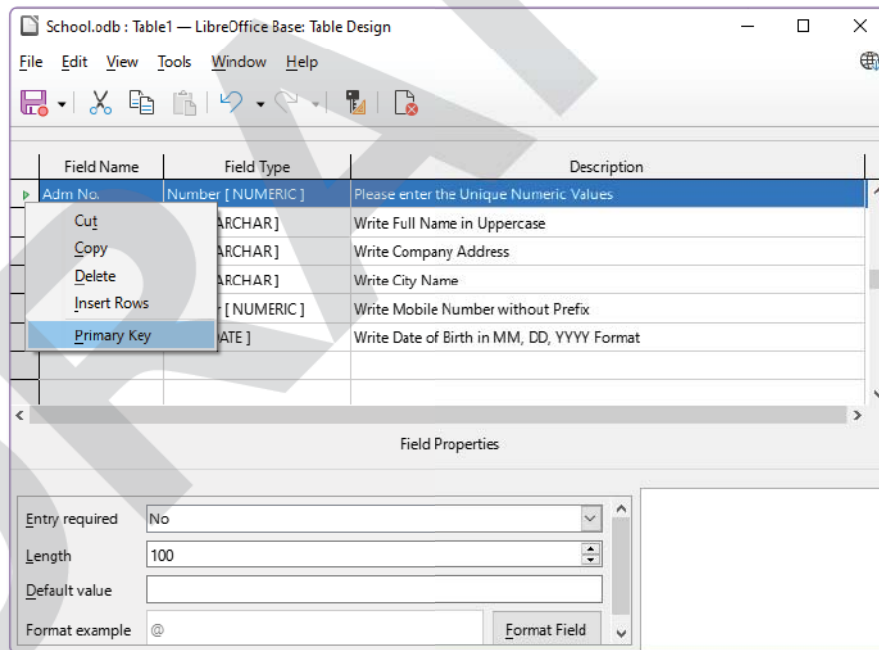 School.odb : Table1 — LibreOffice Base: Table Design
File Edit View Tools Window Help
Field Name Field Type Description
Adm No. Number [ NUMERIC ] Please enter the Unique Numeric Values
Cut ARCHAR ] Write Full Name in Uppercase
Copy ARCHAR ] Write Company Address
Delete ARCHAR ] Write City Name
Insert Rows [ NUMERIC ] Write Mobile Number without Prefix
Primary Key ATE ] Write Date of Birth in MM, DD, YYYY Format
Field Properties
Entry required No
Length 100
Default value
Format example @ Format Field